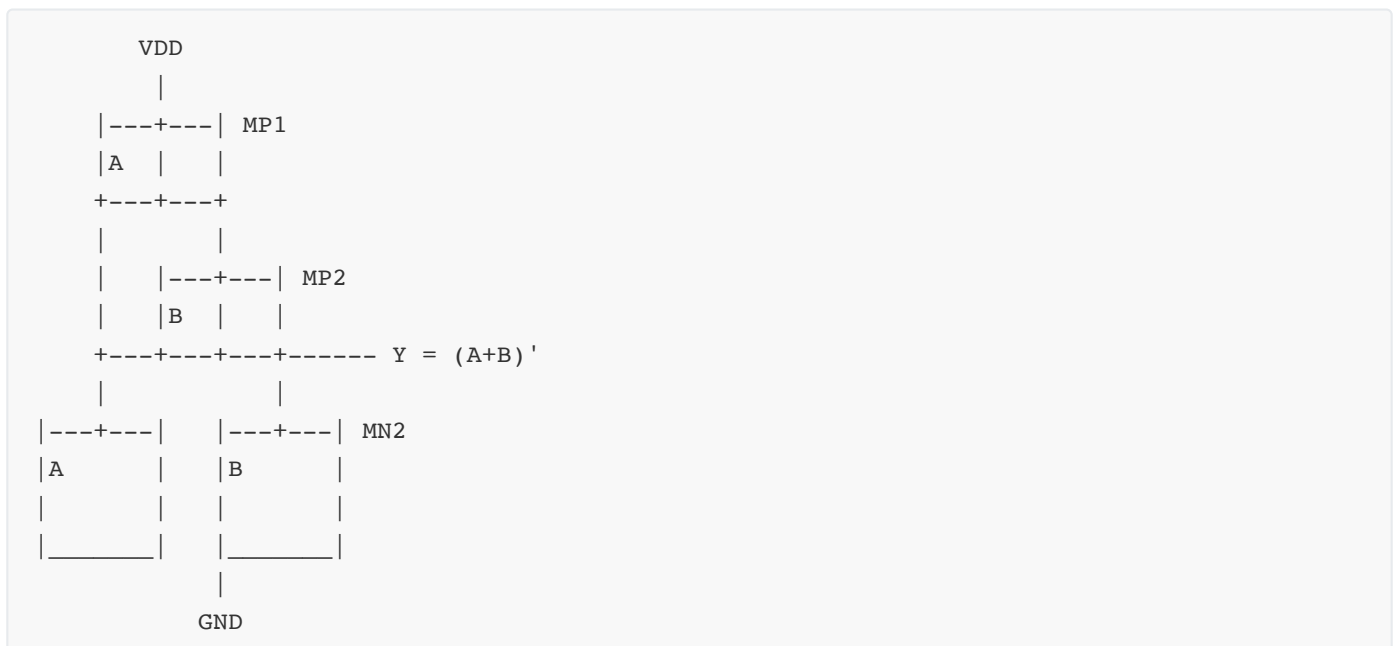 VDD
|
|---+---| MP1
|A | |
+---+---+
| |
| |---+---| MP2
| |B | |
+---+---+---+------ Y = (A+B)'
| |
|---+---| |---+---| MN2
|A | |B |
| | | |
|_______| |_______|
|
GND